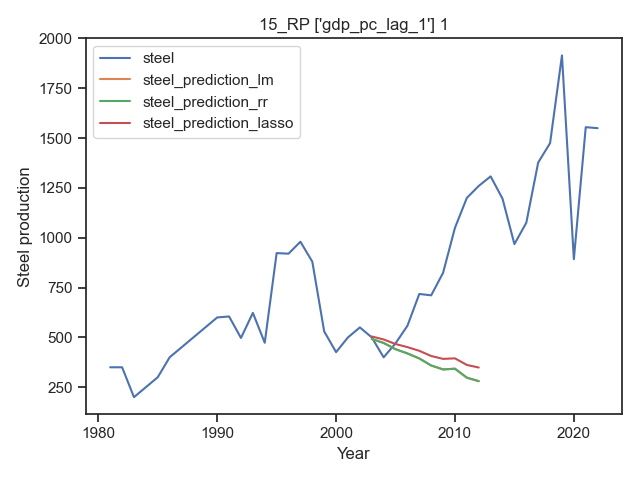 15_RP ['gdp_pc_lag_1'] 1
2000
1750
1500
1250
1000
750
500
250
Steel production
steel
steel_prediction_lm
steel_prediction_rr
steel_prediction_lasso
1980
1990
2000
2010
2020
Year